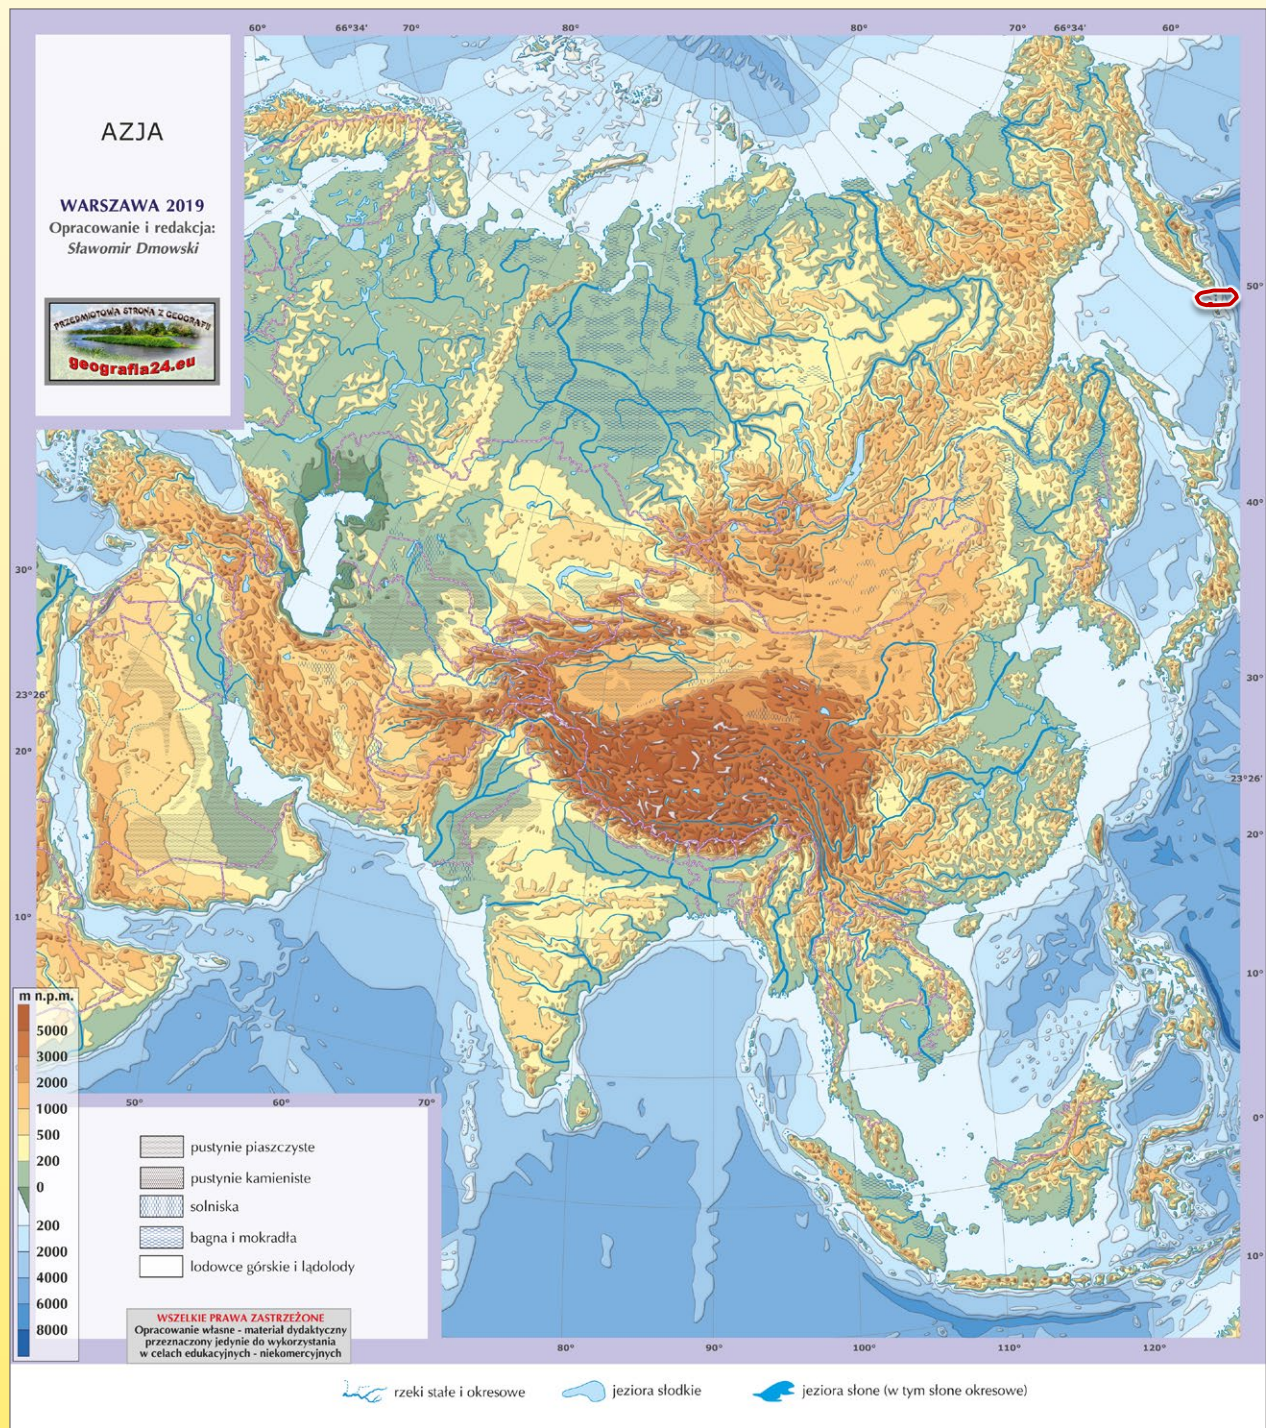 60° 66°34' 70° 80° 80° 70° 66°34' 60°
AZJA
WARSZAWA 2019
Opracowanie i redakcja:
Sławomir Dmowski
PRZEDMIOTOWA STRONA Z GEOGRAFII
geografia24.eu
50°
40°
30°
30°
23°26'
20°
23°26'
20°
10°
10°
m n.p.m.
5000
3000
2000
1000
500
200
0
200
2000
4000
6000
8000
50° 60° 70°
0°
10°
pustynie piaszczyste
pustynie kamieniste
solniska
bagna i mokradła
lodowce górskie i lądolody
WSZELKIE PRAWA ZASTRZEŻONE
Opracowanie własne - materiał dydaktyczny
przeznaczony jedynie do wykorzystania
w celach edukacyjnych - niekomercyjnych
80° 90° 100° 110° 120°
rzeki stałe i okresowe
jeziora słodkie
jeziora słone (w tym słone okresowe)